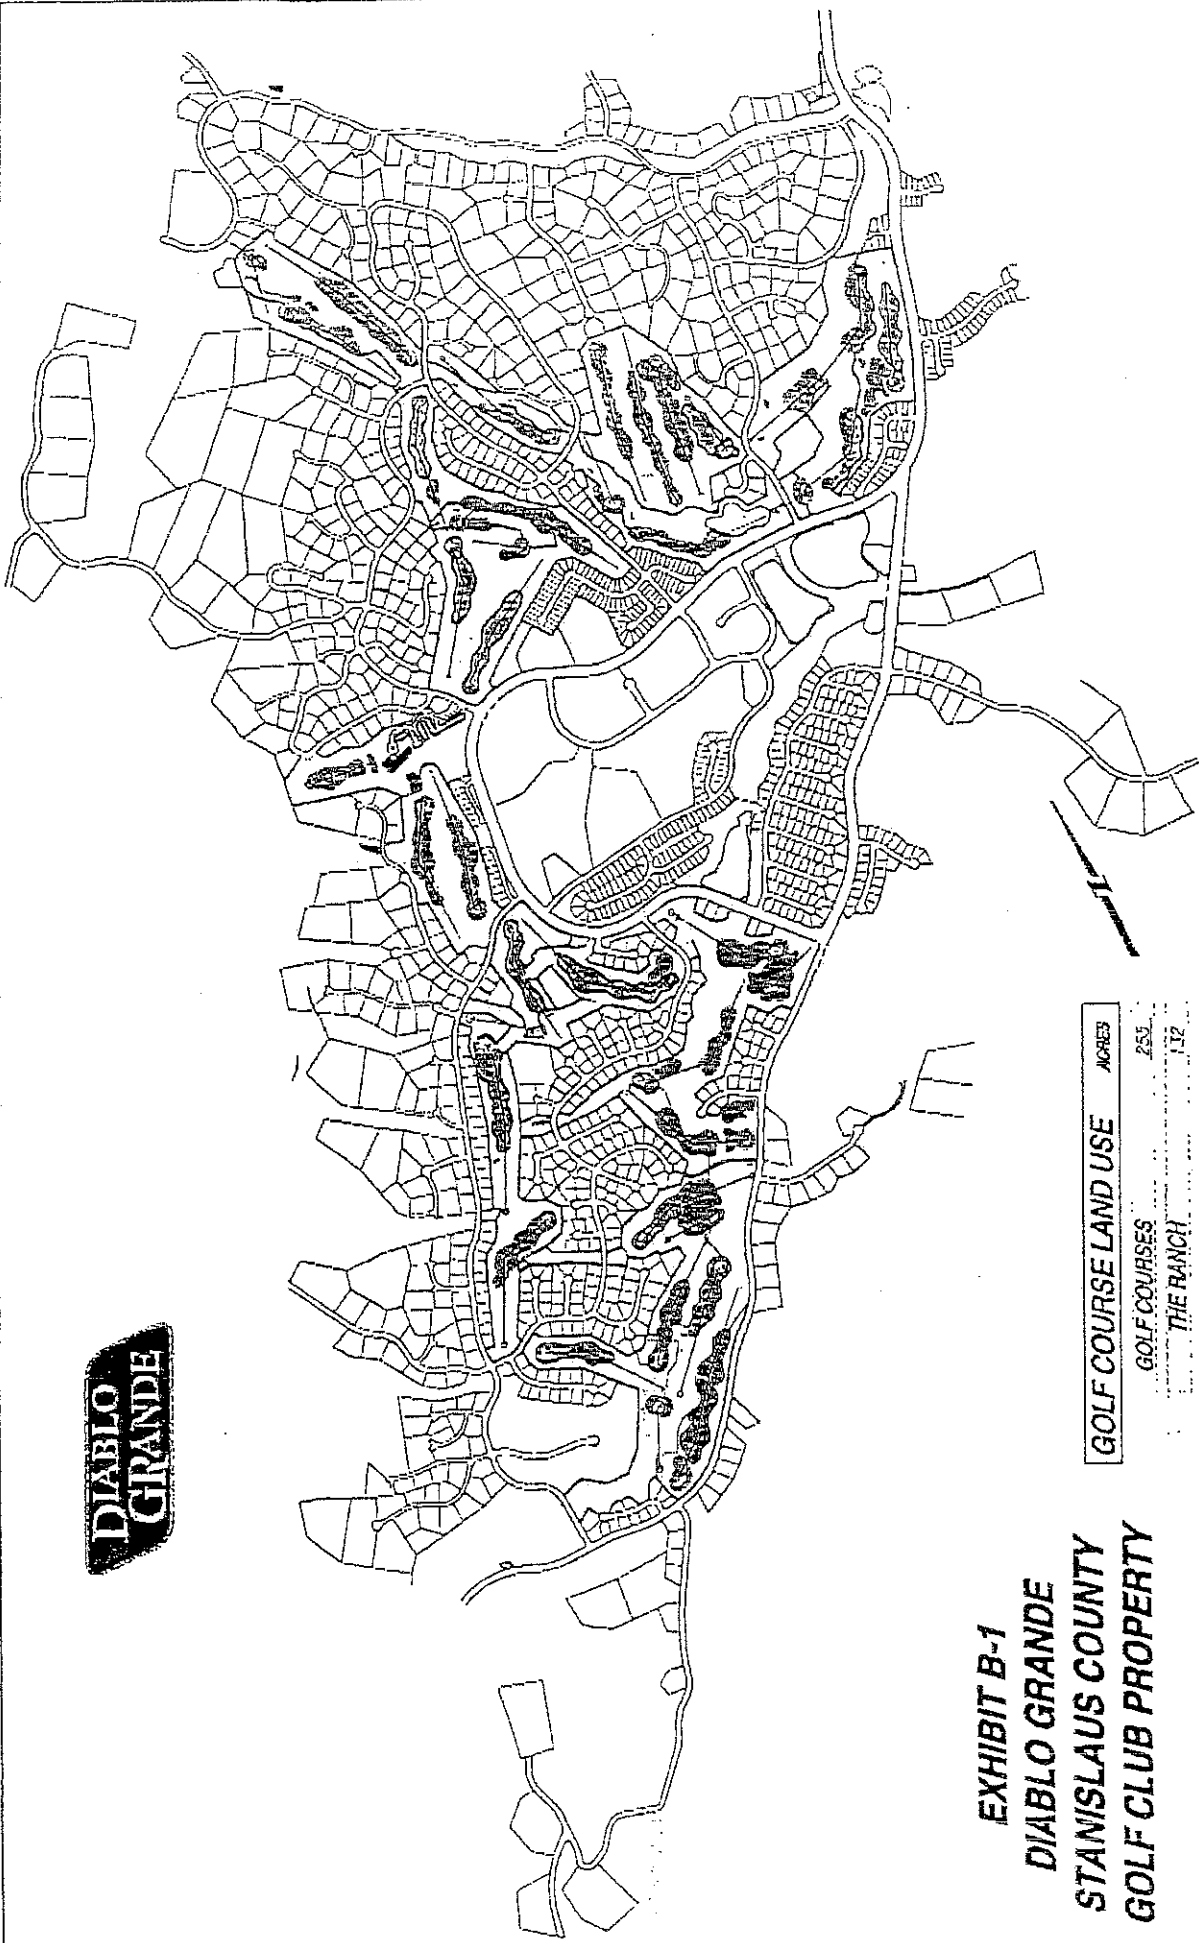 DIABLO
GRANDE
EXHIBIT B-1
DIABLO GRANDE
STANISLAUS COUNTY
GOLF CLUB PROPERTY
GOLF COURSE LAND USE ACRES
GOLF COURSES 255
THE RANCH 132